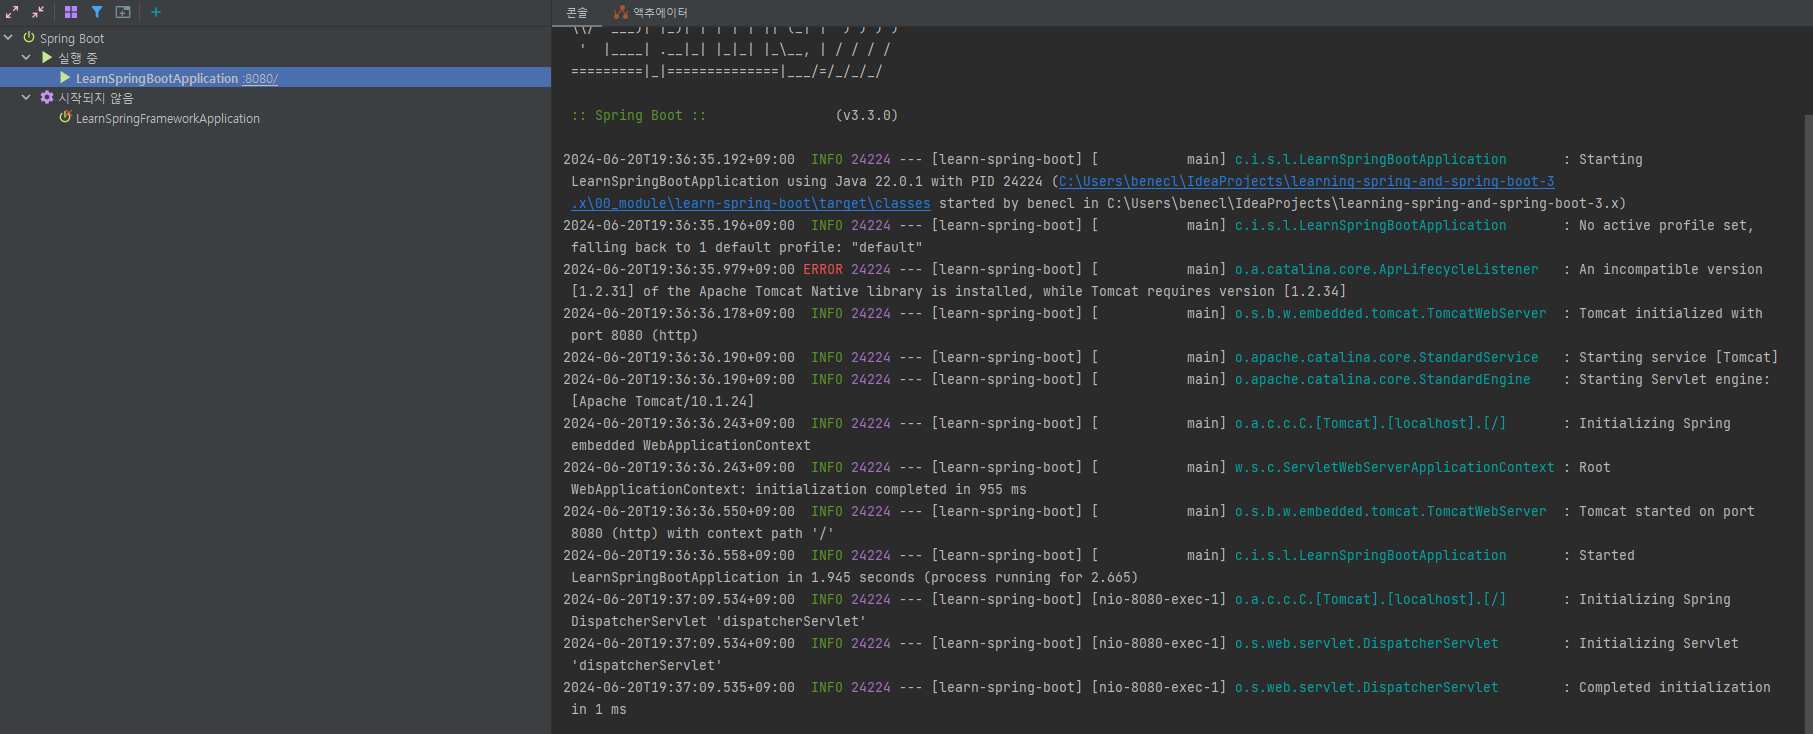 콘솔
액추에이터
Spring Boot
실행 중
LearnSpringBootApplication :8080/
시작되지 않음
LearnSpringFrameworkApplication
'  |____| .__|_| |_|_| |_\__, | / / / /
=========|_|==============|___/=/_/_/_/
:: Spring Boot ::                (v3.3.0)
2024-06-20T19:36:35.192+09:00  INFO 24224 --- [learn-spring-boot] [           main] c.i.s.l.LearnSpringBootApplication       : Starting
LearnSpringBootApplication using Java 22.0.1 with PID 24224 (C:\Users\benecl\IdeaProjects\learning-spring-and-spring-boot-3
.x\00_module\learn-spring-boot\target\classes started by benecl in C:\Users\benecl\IdeaProjects\learning-spring-and-spring-boot-3.x)
2024-06-20T19:36:35.196+09:00  INFO 24224 --- [learn-spring-boot] [           main] c.i.s.l.LearnSpringBootApplication       : No active profile set,
falling back to 1 default profile: "default"
2024-06-20T19:36:35.979+09:00 ERROR 24224 --- [learn-spring-boot] [           main] o.a.catalina.core.AprLifecycleListener   : An incompatible version
[1.2.31] of the Apache Tomcat Native library is installed, while Tomcat requires version [1.2.34]
2024-06-20T19:36:36.178+09:00  INFO 24224 --- [learn-spring-boot] [           main] o.s.b.w.embedded.tomcat.TomcatWebServer  : Tomcat initialized with
port 8080 (http)
2024-06-20T19:36:36.190+09:00  INFO 24224 --- [learn-spring-boot] [           main] o.apache.catalina.core.StandardService   : Starting service [Tomcat]
2024-06-20T19:36:36.190+09:00  INFO 24224 --- [learn-spring-boot] [           main] o.apache.catalina.core.StandardEngine    : Starting Servlet engine:
[Apache Tomcat/10.1.24]
2024-06-20T19:36:36.243+09:00  INFO 24224 --- [learn-spring-boot] [           main] o.a.c.c.C.[Tomcat].[localhost].[/]       : Initializing Spring
embedded WebApplicationContext
2024-06-20T19:36:36.243+09:00  INFO 24224 --- [learn-spring-boot] [           main] w.s.c.ServletWebServerApplicationContext : Root
WebApplicationContext: initialization completed in 955 ms
2024-06-20T19:36:36.550+09:00  INFO 24224 --- [learn-spring-boot] [           main] o.s.b.w.embedded.tomcat.TomcatWebServer  : Tomcat started on port
8080 (http) with context path '/'
2024-06-20T19:36:36.558+09:00  INFO 24224 --- [learn-spring-boot] [           main] c.i.s.l.LearnSpringBootApplication       : Started
LearnSpringBootApplication in 1.945 seconds (process running for 2.665)
2024-06-20T19:37:09.534+09:00  INFO 24224 --- [learn-spring-boot] [nio-8080-exec-1] o.a.c.c.C.[Tomcat].[localhost].[/]       : Initializing Spring
DispatcherServlet 'dispatcherServlet'
2024-06-20T19:37:09.534+09:00  INFO 24224 --- [learn-spring-boot] [nio-8080-exec-1] o.s.web.servlet.DispatcherServlet        : Initializing Servlet
'dispatcherServlet'
2024-06-20T19:37:09.535+09:00  INFO 24224 --- [learn-spring-boot] [nio-8080-exec-1] o.s.web.servlet.DispatcherServlet        : Completed initialization
in 1 ms